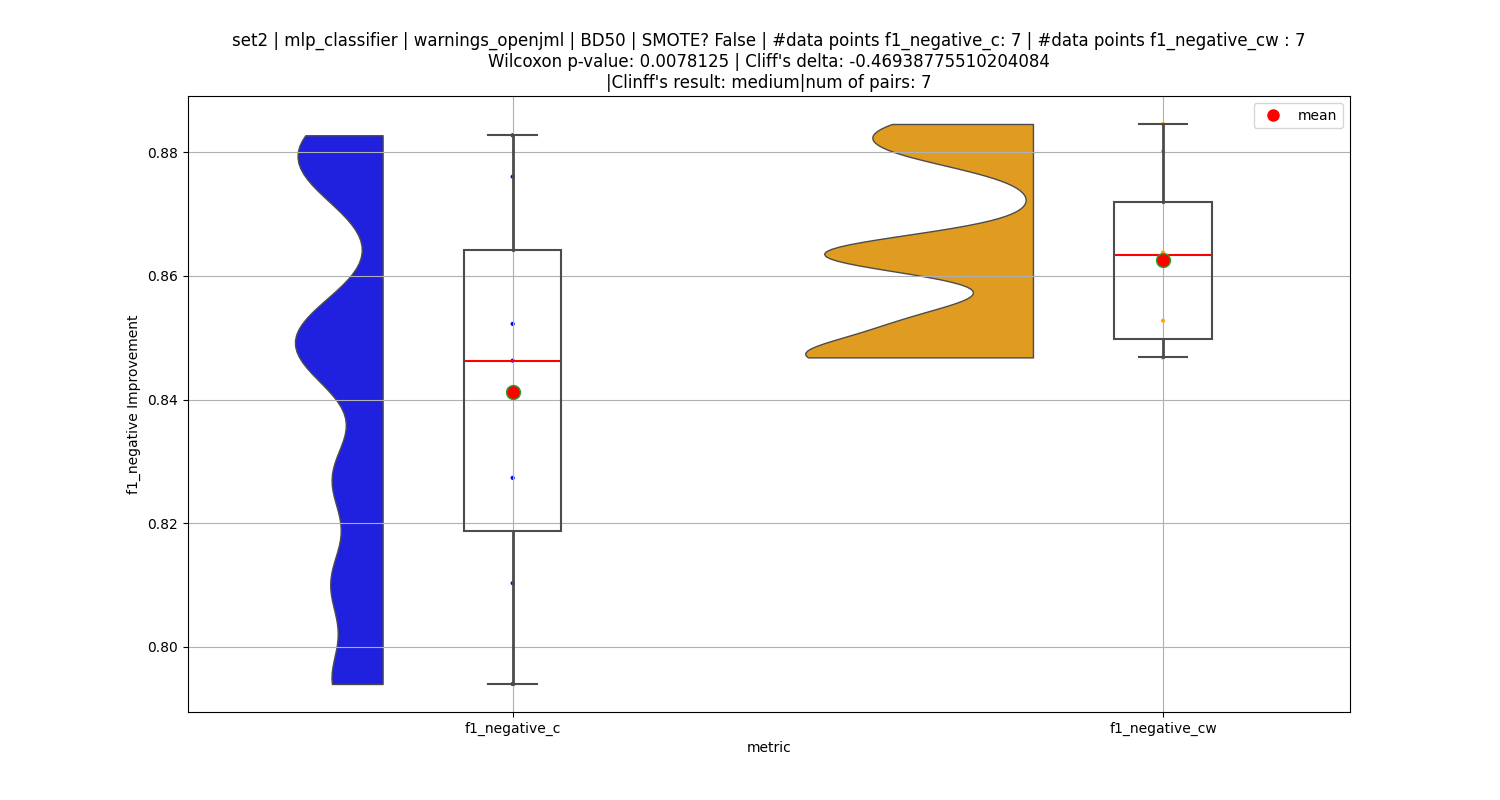 set2 | mlp_classifier | warnings_openjml | BD50 | SMOTE? False | #data points f1_negative_c: 7 | #data points f1_negative_cw : 7
Wilcoxon p-value: 0.0078125 | Cliff's delta: -0.46938775510204084
|Clinff's result: medium|num of pairs: 7
mean
0.88
0.86
0.84
0.82
0.80
f1_negative Improvement
f1_negative_c
f1_negative_cw
metric